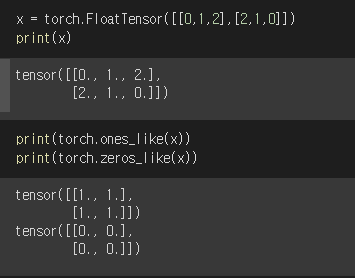 x = torch.FloatTensor([[0,1,2],[2,1,0]])
print(x)
tensor([[0., 1., 2.],
        [2., 1., 0.]])
print(torch.ones_like(x))
print(torch.zeros_like(x))
tensor([[1., 1.],
        [1., 1.]])
tensor([[0., 0.],
        [0., 0.]])